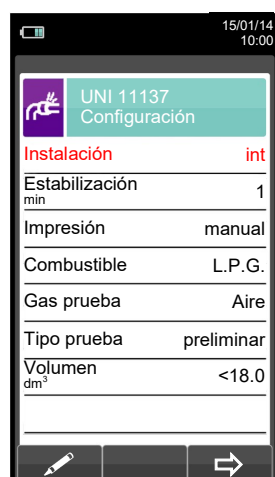 15/01/14
10:00
UNI 11137
Configuración
Instalación int
Estabilización
min 1
Impresión manual
Combustible L.P.G.
Gas prueba Aire
Tipo prueba preliminar
Volumen
dm³ <18.0